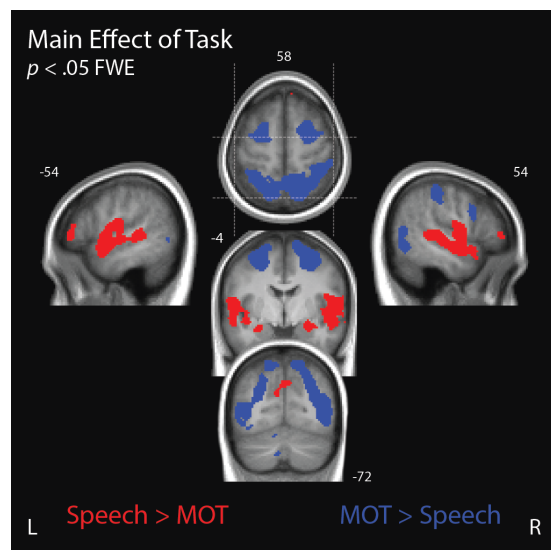 Main Effect of Task
p < .05 FWE
58
-54
54
-4
-72
Speech > MOT
MOT > Speech
L
R